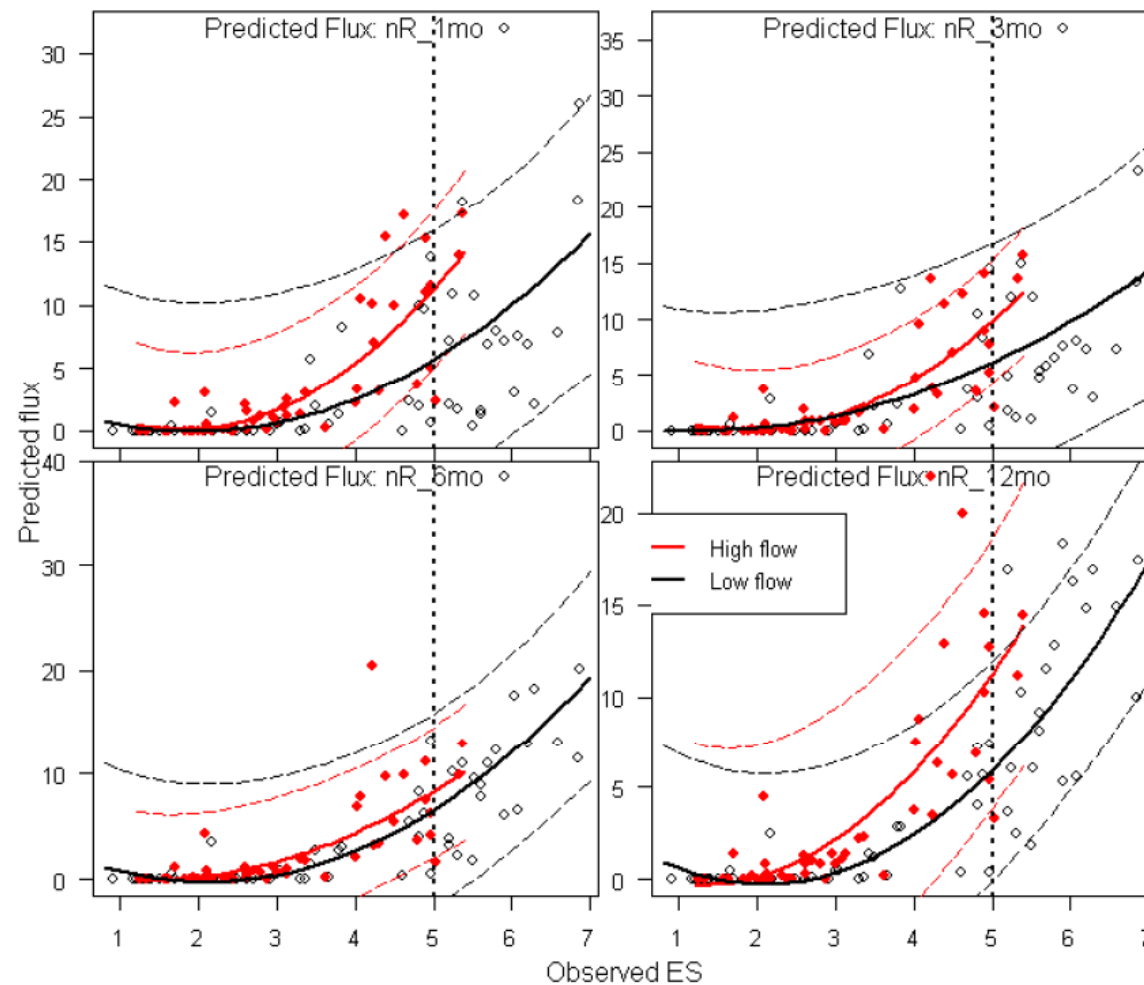 Predicted Flux: nR_1mo
Predicted Flux: nR_3mo
30
25
20
15
10
5
0
35
30
25
20
15
10
5
0
Predicted flux
Predicted Flux: nR_6mo
Predicted Flux: nR_12mo
40
30
20
10
0
20
15
10
5
0
High flow
Low flow
1 2 3 4 5 6 7
1 2 3 4 5 6 7
Observed ES